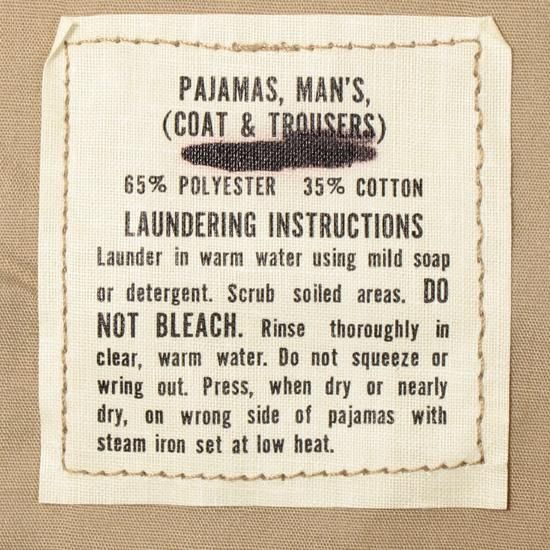 PAJAMAS, MAN'S,
(COAT & TROUSERS)
65% POLYESTER 35% COTTON
LAUNDERING INSTRUCTIONS
Launder in warm water using mild soap
or detergent. Scrub soiled areas. DO
NOT BLEACH. Rinse thoroughly in
clear, warm water. Do not squeeze or
wring out. Press, when dry or nearly
dry, on wrong side of pajamas with
steam iron set at low heat.